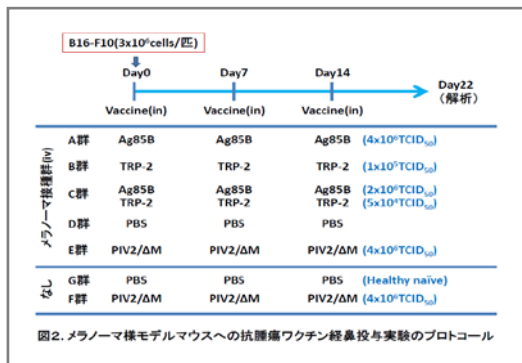 B16-F10(3x10⁶cells/匹)
Day0 Day7 Day14 Day22
(解析)
Vaccine(in) Vaccine(in) Vaccine(in)
メラノーマ接種群(iv)
A群 Ag85B Ag85B Ag85B (4x10⁶TCID₅₀)
B群 TRP-2 TRP-2 TRP-2 (1x10⁵TCID₅₀)
C群 Ag85B Ag85B Ag85B (2x10⁶TCID₅₀)
TRP-2 TRP-2 TRP-2 (5x10⁴TCID₅₀)
D群 PBS PBS PBS
E群 PIV2/ΔM PIV2/ΔM PIV2/ΔM (4x10⁶TCID₅₀)
なし
G群 PBS PBS PBS (Healthy naïve)
F群 PIV2/ΔM PIV2/ΔM PIV2/ΔM (4x10⁶TCID₅₀)
図2. メラノーマ様モデルマウスへの抗腫瘍ワクチン経鼻投与実験のプロトコール